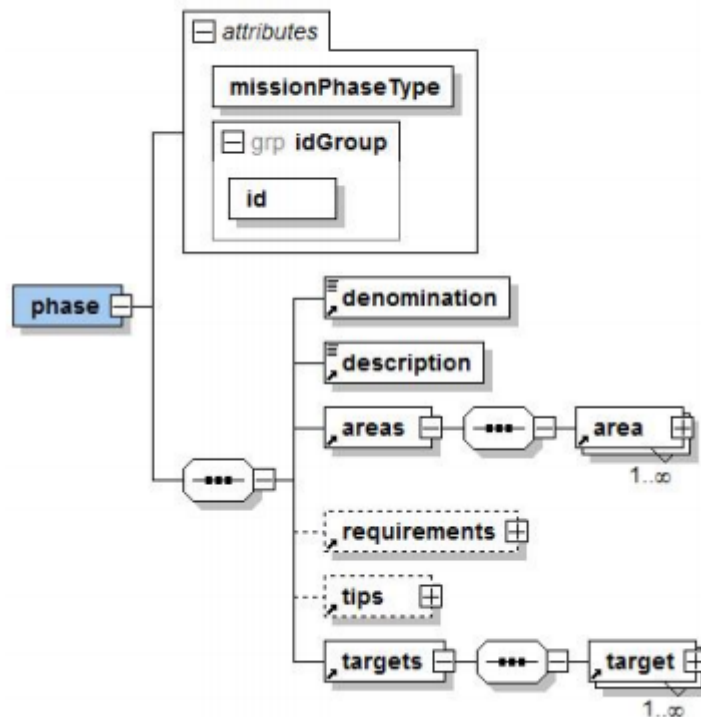 attributes
missionPhaseType
grp idGroup
id
phase
denomination
description
areas
area
1..∞
requirements
tips
targets
target
1..∞